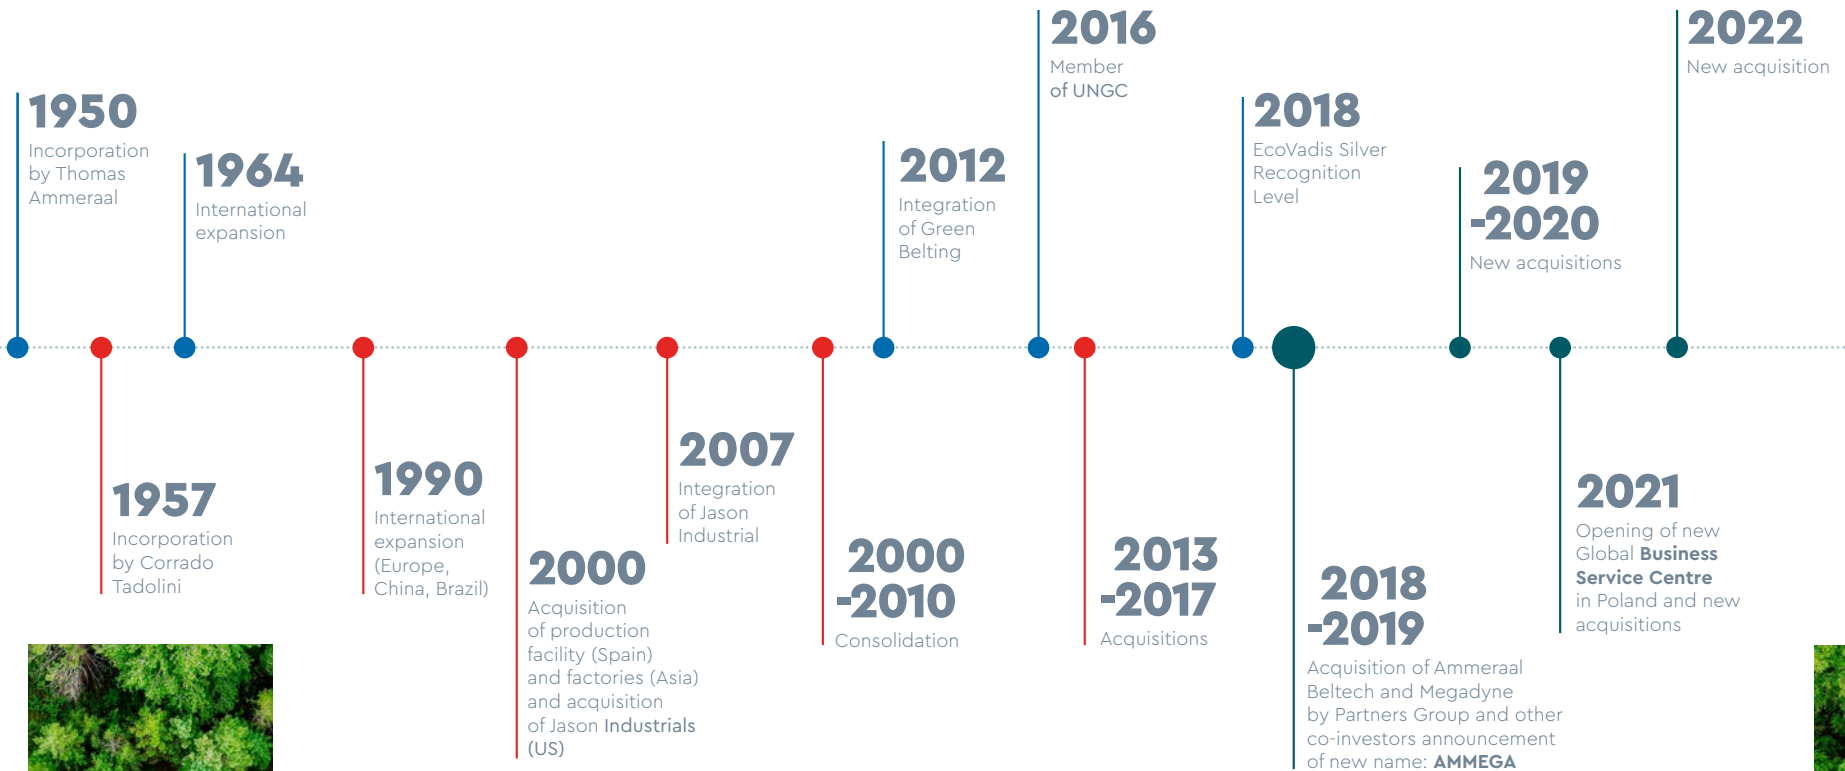 1950
Incorporation
by Thomas
Ammeraal
1957
Incorporation
by Corrado
Tadolini
1964
International
expansion
1990
International
expansion
(Europe,
China, Brazil)
2000
Acquisition
of production
facility (Spain)
and factories (Asia)
and acquisition
of Jason Industrials
(US)
2007
Integration
of Jason
Industrial
2000
-2010
Consolidation
2012
Integration
of Green
Belting
2016
Member
of UNGC
2013
-2017
Acquisitions
2018
EcoVadis Silver
Recognition
Level
2018
-2019
Acquisition of Ammeraal
Beltech and Megadyne
by Partners Group and other
co-investors announcement
of new name: AMMEGA
2019
-2020
New acquisitions
2021
Opening of new
Global Business
Service Centre
in Poland and new
acquisitions
2022
New acquisition